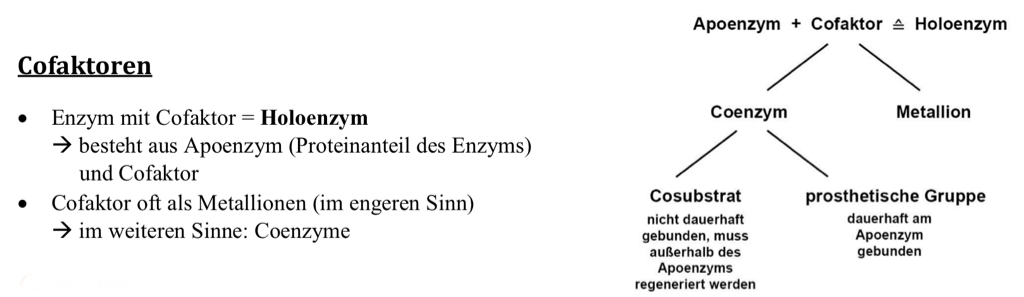 Cofaktoren
• Enzym mit Cofaktor = Holoenzym
→ besteht aus Apoenzym (Proteinanteil des Enzyms)
und Cofaktor
• Cofaktor oft als Metallionen (im engeren Sinn)
→ im weiteren Sinne: Coenzyme
Apoenzym + Cofaktor ≙ Holoenzym
Coenzym
Metallion
Cosubstrat
nicht dauerhaft
gebunden, muss
außerhalb des
Apoenzyms
regeneriert werden
prosthetische Gruppe
dauerhaft am
Apoenzym
gebunden